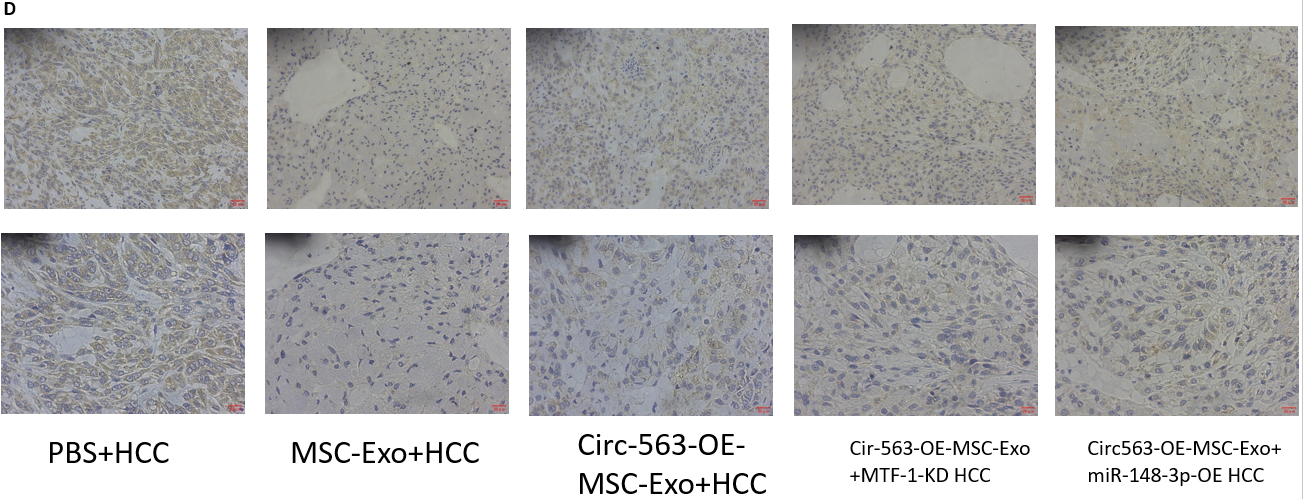 D
PBS+HCC
MSC-Exo+HCC
Circ-563-OE-
MSC-Exo+HCC
Cir-563-OE-MSC-Exo
+MTF-1-KD HCC
Circ563-OE-MSC-Exo+
miR-148-3p-OE HCC